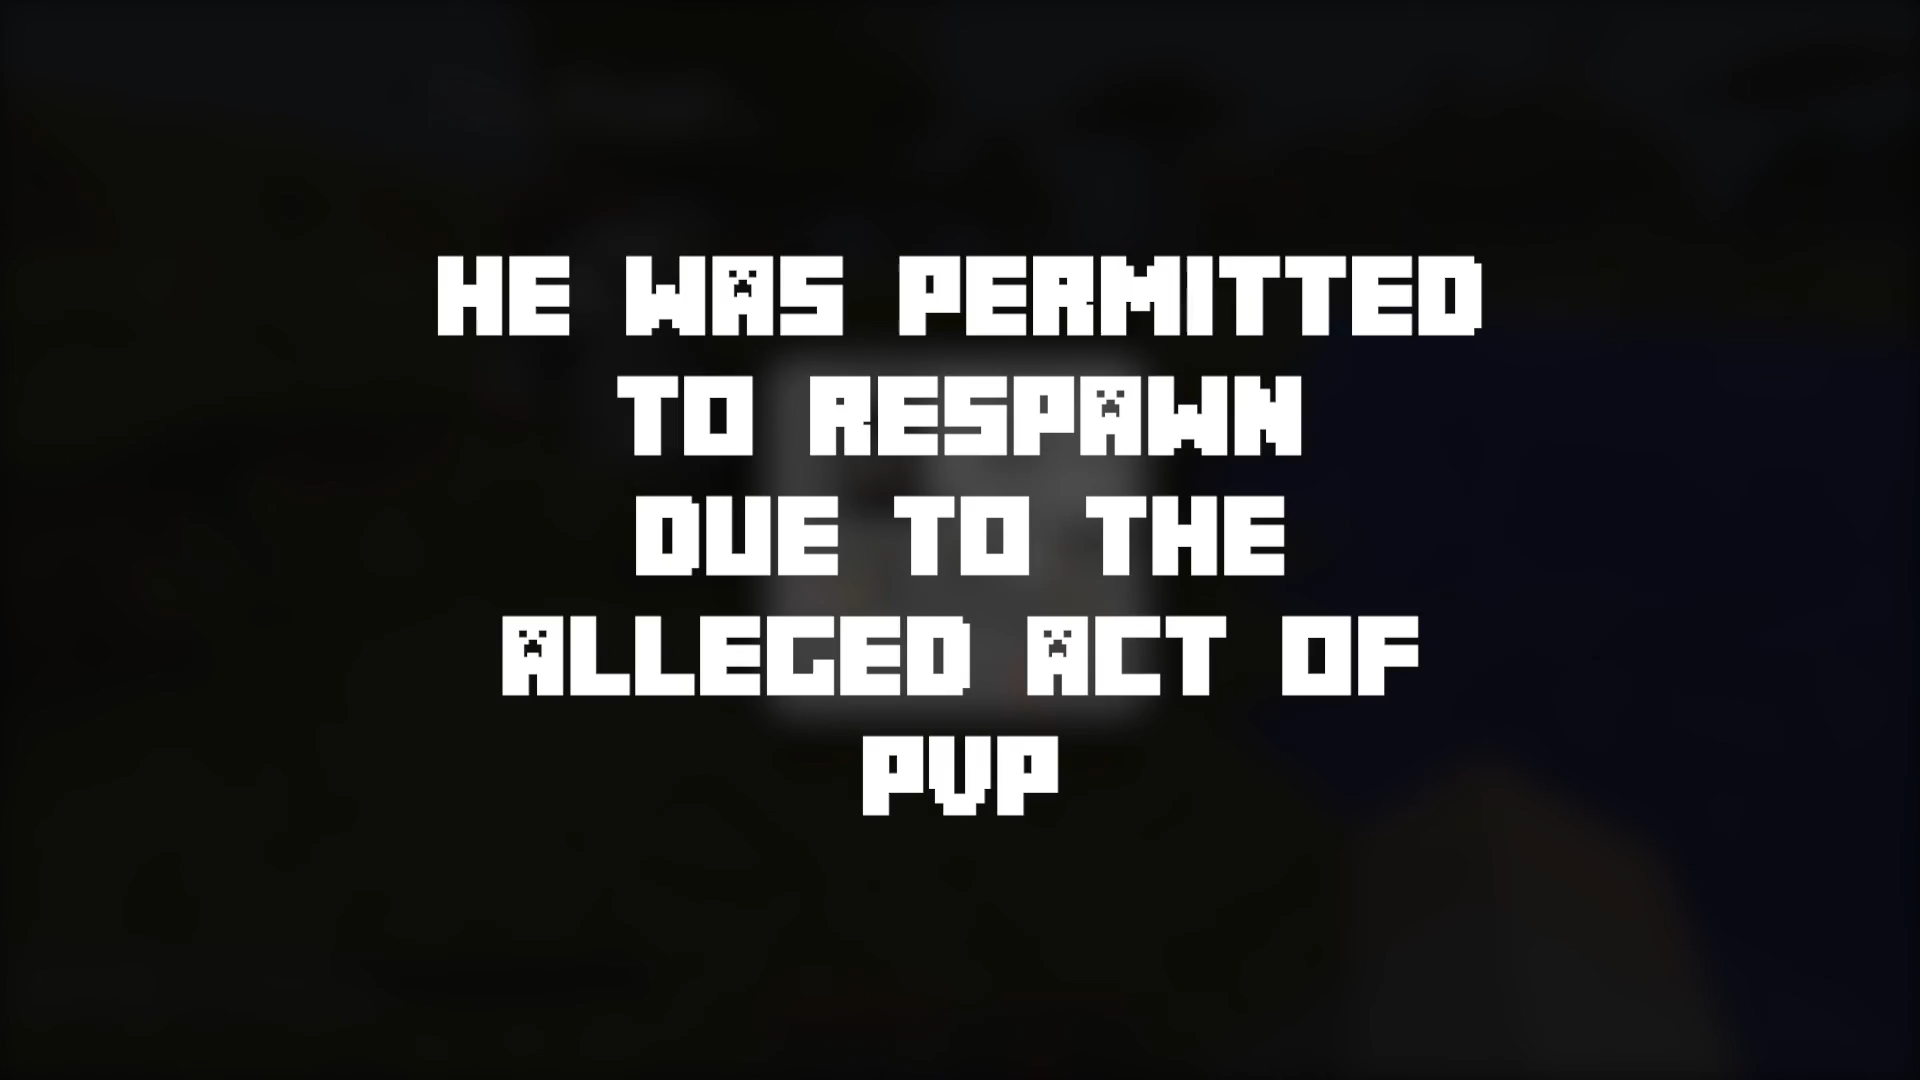 HE WAS PERMITTED
TO RESPAWN
DUE TO THE
ALLEGED ACT OF
PVP